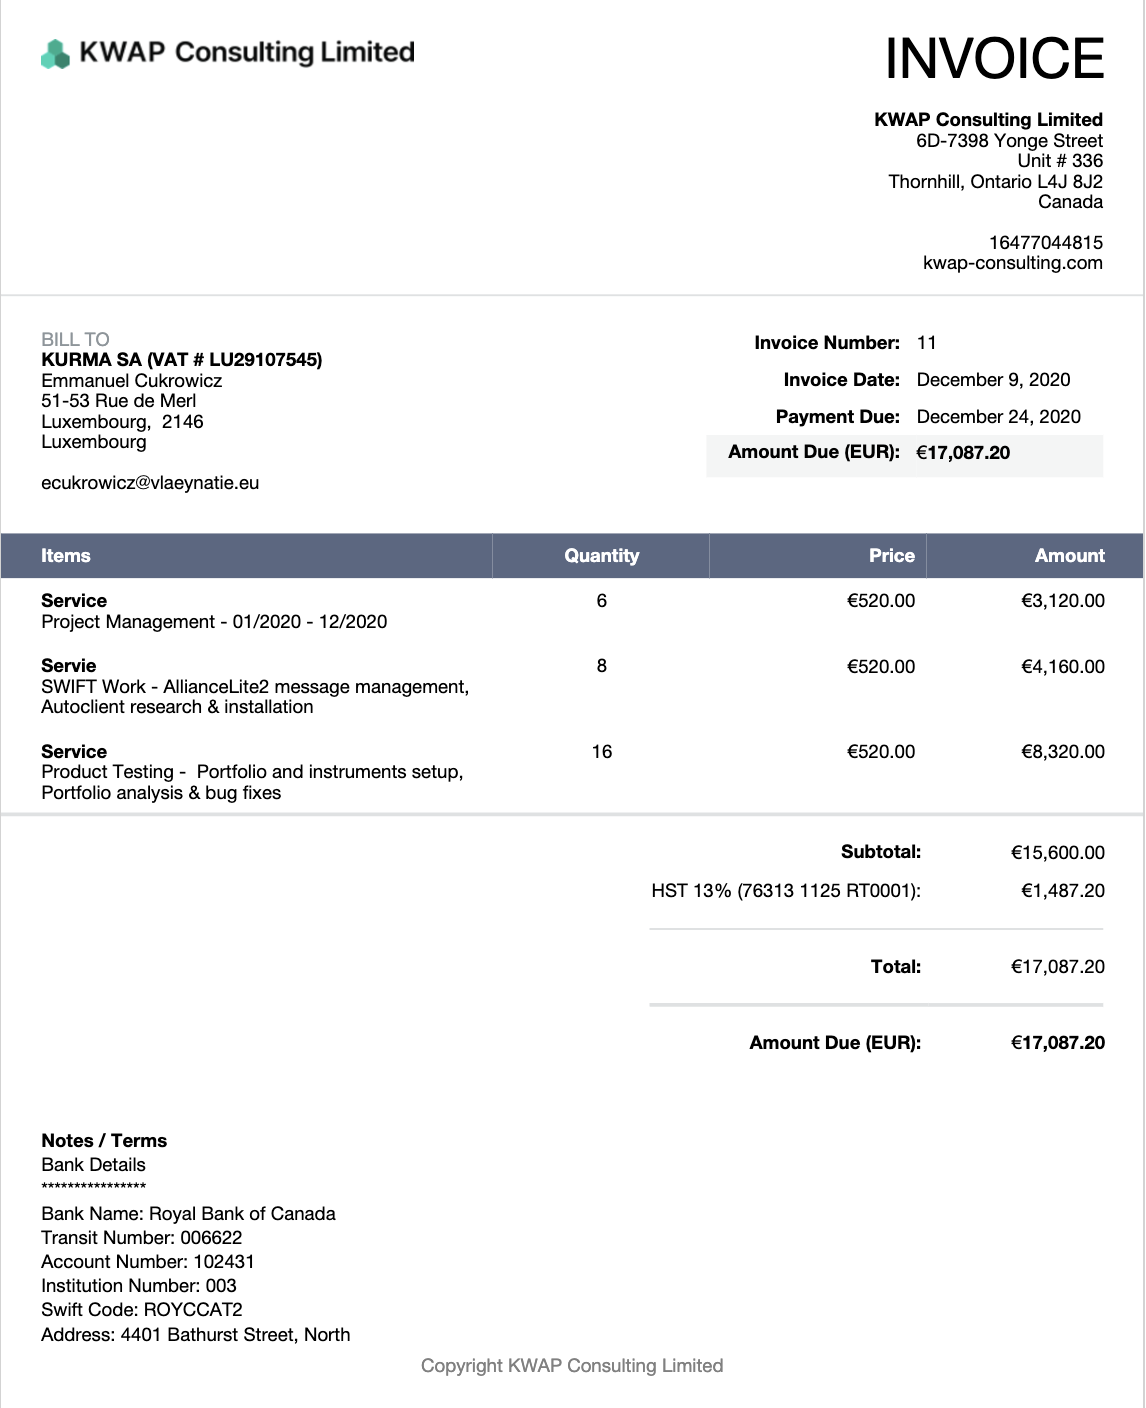 KWAP Consulting Limited
INVOICE
KWAP Consulting Limited
6D-7398 Yonge Street
Unit # 336
Thornhill, Ontario L4J 8J2
Canada
16477044815
kwap-consulting.com
BILL TO
KURMA SA (VAT # LU29107545)
Emmanuel Cukrowicz
51-53 Rue de Merl
Luxembourg, 2146
Luxembourg
ecukrowicz@vlaeynatie.eu
Invoice Number: 11
Invoice Date: December 9, 2020
Payment Due: December 24, 2020
Amount Due (EUR): €17,087.20
Items Quantity Price Amount
Service 6 €520.00 €3,120.00
Project Management - 01/2020 - 12/2020
Servie 8 €520.00 €4,160.00
SWIFT Work - AllianceLite2 message management,
Autoclient research & installation
Service 16 €520.00 €8,320.00
Product Testing - Portfolio and instruments setup,
Portfolio analysis & bug fixes
Subtotal: €15,600.00
HST 13% (76313 1125 RT0001): €1,487.20
Total: €17,087.20
Amount Due (EUR): €17,087.20
Notes / Terms
Bank Details
****************
Bank Name: Royal Bank of Canada
Transit Number: 006622
Account Number: 102431
Institution Number: 003
Swift Code: ROYCCAT2
Address: 4401 Bathurst Street, North
Copyright KWAP Consulting Limited